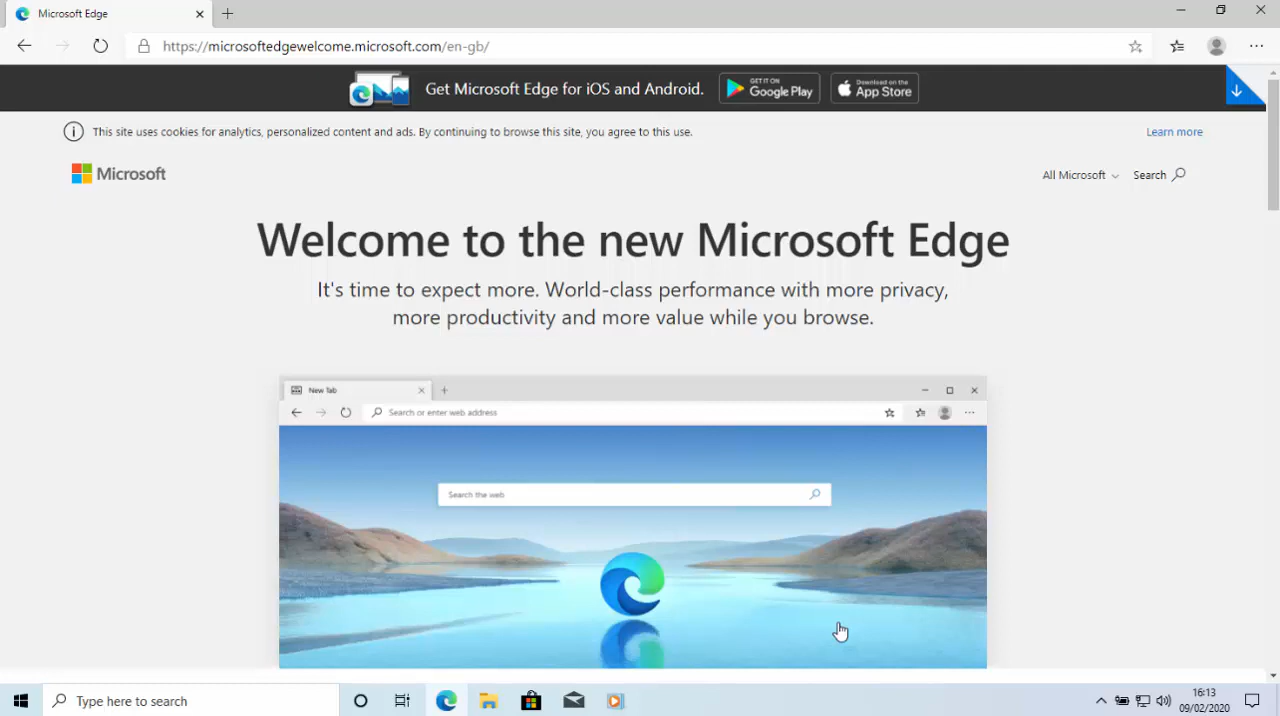 Microsoft Edge
https://microsoftedgewelcome.microsoft.com/en-gb/
Get Microsoft Edge for iOS and Android.
GET IT ON
Google Play
Download on the
App Store
This site uses cookies for analytics, personalized content and ads. By continuing to browse this site, you agree to this use.
Learn more
Microsoft
All Microsoft
Search
Welcome to the new Microsoft Edge
It's time to expect more. World-class performance with more privacy,
more productivity and more value while you browse.
New Tab
Search or enter web address
Search the web
Type here to search
16:13
09/02/2020